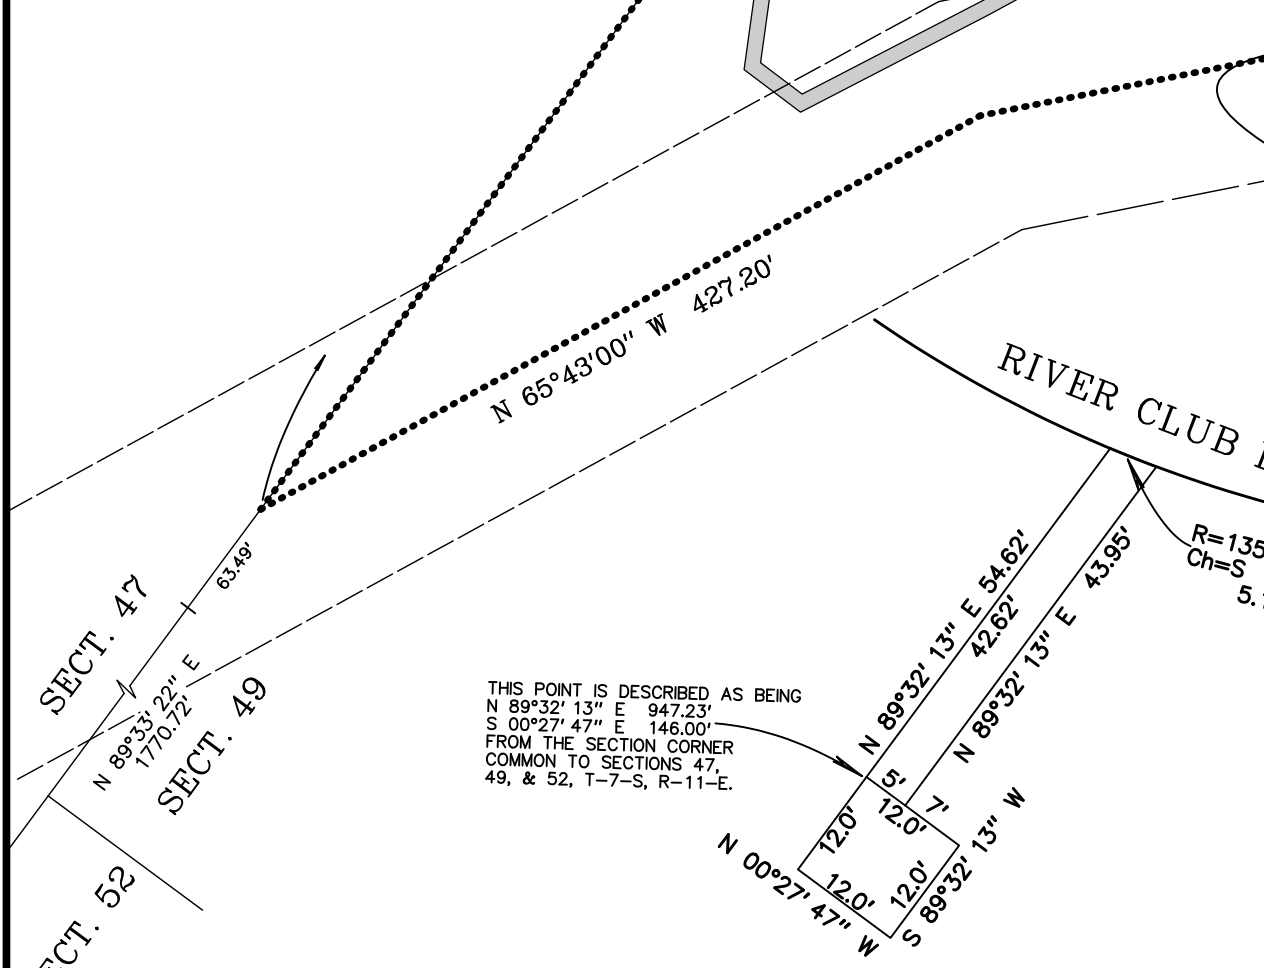 N 65°43'00" W 427.20'
RIVER CLUB
63.49'
SECT. 47
N 89°33' 22" E
1770.72'
SECT. 49
SECT. 52
THIS POINT IS DESCRIBED AS BEING
N 89°32' 13" E 947.23'
S 00°27' 47" E 146.00'
FROM THE SECTION CORNER
COMMON TO SECTIONS 47,
49, & 52, T-7-S, R-11-E.
N 89°32' 13" E 54.62'
42.62'
N 89°32' 13" E 43.95'
R=135
Ch=S
5.
5'
7'
12.0'
12.0'
12.0'
12.0'
N 00°27' 47" W
S 89°32' 13" W